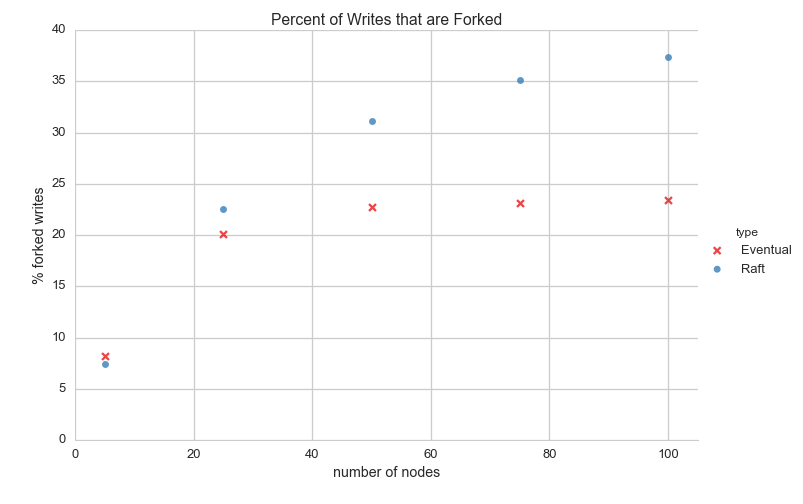 Percent of Writes that are Forked
40
35
30
25
20
15
10
5
0
% forked writes
0 20 40 60 80 100
number of nodes
type
Eventual
Raft